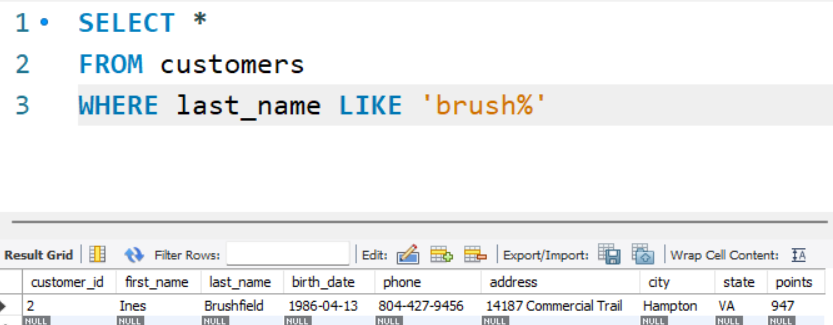 1 SELECT *
2 FROM customers
3 WHERE last_name LIKE 'brush%'
Result Grid Filter Rows: Edit: Export/Import: Wrap Cell Content: IA
customer_id first_name last_name birth_date phone address city state points
2 Ines Brushfield 1986-04-13 804-427-9456 14187 Commercial Trail Hampton VA 947
NULL NULL NULL NULL NULL NULL NULL NULL NULL